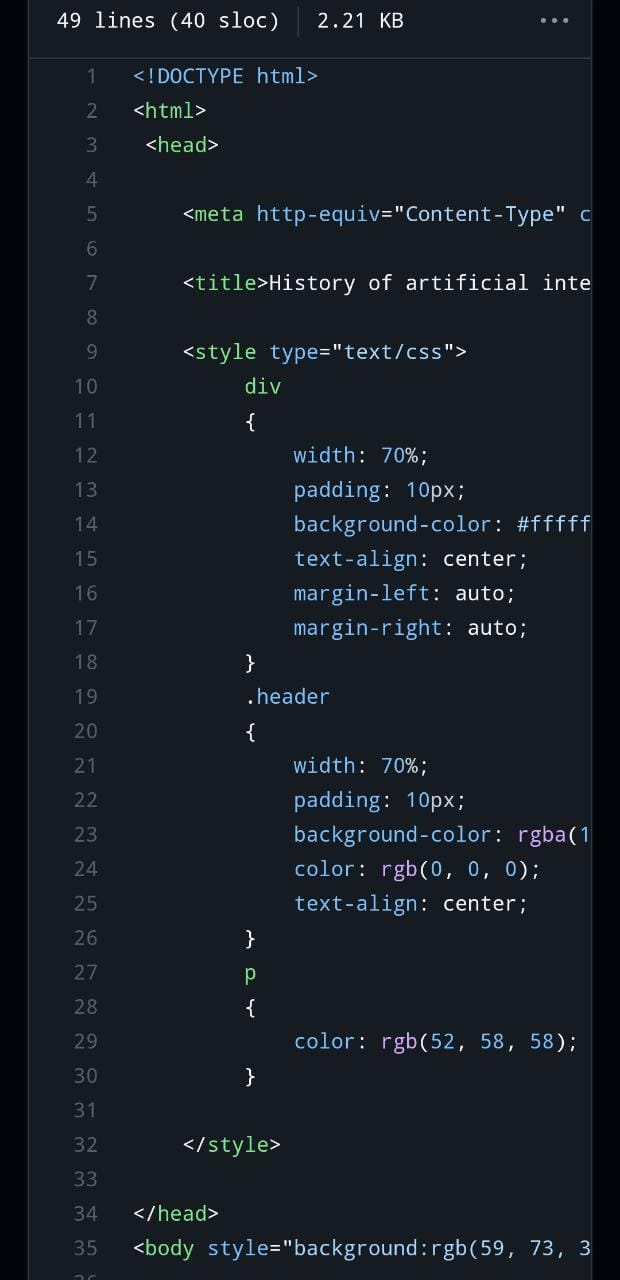 49 lines (40 sloc) 2.21 KB ...
1 <!DOCTYPE html>
2 <html>
3 <head>
4
5 <meta http-equiv="Content-Type" c
6
7 <title>History of artificial inte
8
9 <style type="text/css">
10 div
11 {
12 width: 70%;
13 padding: 10px;
14 background-color: #fffff
15 text-align: center;
16 margin-left: auto;
17 margin-right: auto;
18 }
19 .header
20 {
21 width: 70%;
22 padding: 10px;
23 background-color: rgba(1
24 color: rgb(0, 0, 0);
25 text-align: center;
26 }
27 p
28 {
29 color: rgb(52, 58, 58);
30 }
31
32 </style>
33
34 </head>
35 <body style="background:rgb(59, 73, 3